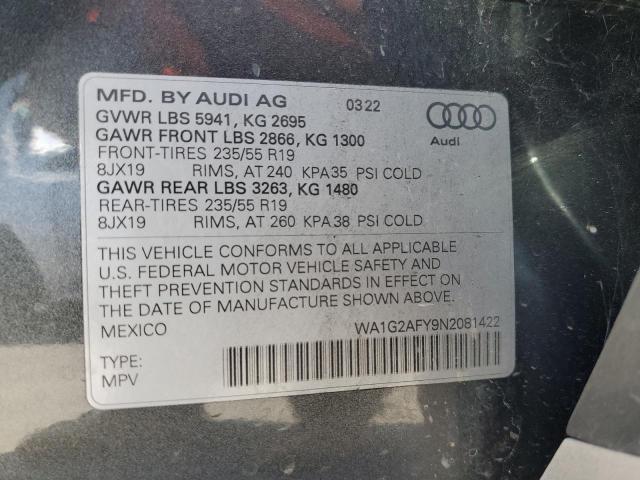 MFD. BY AUDI AG 03 22
GVWR LBS 5941, KG 2695
GAWR FRONT LBS 2866, KG 1300
FRONT-TIRES 235/55 R19
8JX19 RIMS, AT 240 KPA35 PSI COLD
GAWR REAR LBS 3263, KG 1480
REAR-TIRES 235/55 R19
8JX19 RIMS, AT 260 KPA38 PSI COLD
Audi
THIS VEHICLE CONFORMS TO ALL APPLICABLE
U.S. FEDERAL MOTOR VEHICLE SAFETY AND
THEFT PREVENTION STANDARDS IN EFFECT ON
THE DATE OF MANUFACTURE SHOWN ABOVE.
MEXICO WA1G2AFY9N2081422
TYPE:
MPV